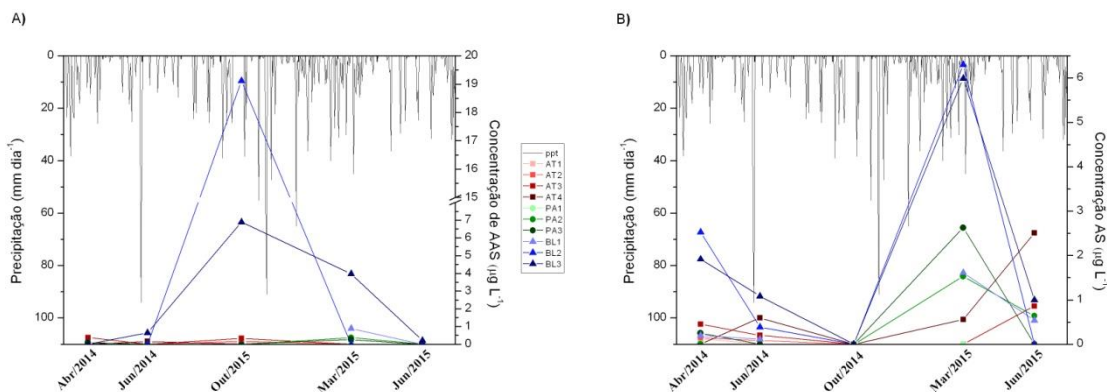 A)
B)
0
20
40
60
80
100
Precipitação (mm dia-1)
20
19
18
17
16
15
7
6
5
4
3
2
1
0
Concentração de AAS (µg L-1)
Abr/2014
Jun/2014
Out/2015
Mar/2015
Jun/2015
ppt
AT1
AT2
AT3
AT4
PA1
PA2
PA3
BL1
BL2
BL3
0
20
40
60
80
100
Precipitação (mm dia-1)
6
5
4
3
2
1
0
Concentração AS (µg L-1)
Abr/2014
Jun/2014
Out/2014
Mar/2015
Jun/2015